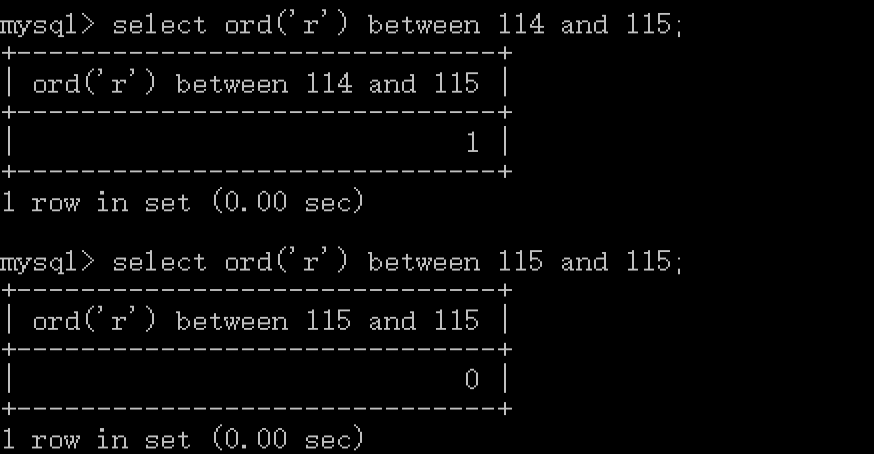 mysql> select ord('r') between 114 and 115;
+-------------------------------+
| ord('r') between 114 and 115 |
+-------------------------------+
| 1 |
+-------------------------------+
1 row in set (0.00 sec)
mysql> select ord('r') between 115 and 115;
+-------------------------------+
| ord('r') between 115 and 115 |
+-------------------------------+
| 0 |
+-------------------------------+
1 row in set (0.00 sec)